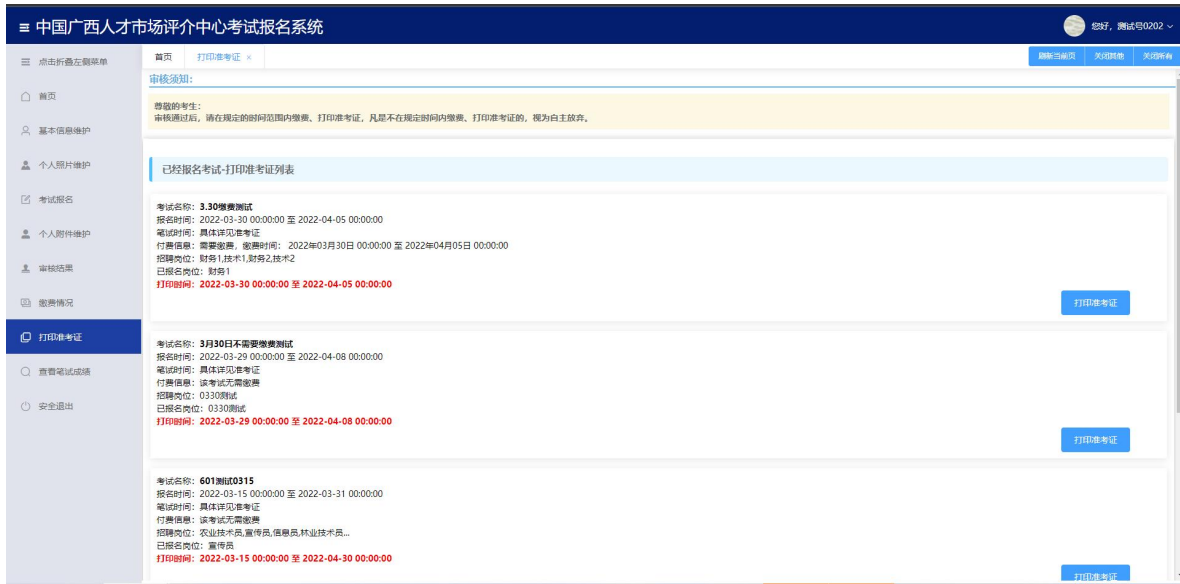 中国广西人才市场评介中心考试报名系统
您好，测试号0202
点击折叠左侧菜单
首页
打印准考证 ×
刷新当前页
关闭其他
关闭所有
首页
基本信息维护
个人照片维护
考试报名
个人附件维护
审核结果
缴费情况
打印准考证
查看笔试成绩
安全退出
审核须知:
尊敬的考生：
审核通过后，请在规定的时间范围内缴费、打印准考证，凡是不在规定时间内缴费、打印准考证的，视为自主放弃。
已经报名考试-打印准考证列表
考试名称：3.30缴费测试
报名时间：2022-03-30 00:00:00 至 2022-04-05 00:00:00
笔试时间：具体详见准考证
付费信息：需要缴费，缴费时间： 2022年03月30日 00:00:00 至 2022年04月05日 00:00:00
招聘岗位：财务1,技术1,财务2,技术2
已报名岗位：财务1
打印时间：2022-03-30 00:00:00 至 2022-04-05 00:00:00
打印准考证
考试名称：3月30日不需要缴费测试
报名时间：2022-03-29 00:00:00 至 2022-04-08 00:00:00
笔试时间：具体详见准考证
付费信息：该考试无需缴费
招聘岗位：0330测试
已报名岗位：0330测试
打印时间：2022-03-29 00:00:00 至 2022-04-08 00:00:00
打印准考证
考试名称：601测试0315
报名时间：2022-03-15 00:00:00 至 2022-03-31 00:00:00
笔试时间：具体详见准考证
付费信息：该考试无需缴费
招聘岗位：农业技术员,宣传员,信息员,林业技术员...
已报名岗位：宣传员
打印时间：2022-03-15 00:00:00 至 2022-04-30 00:00:00
打印准考证